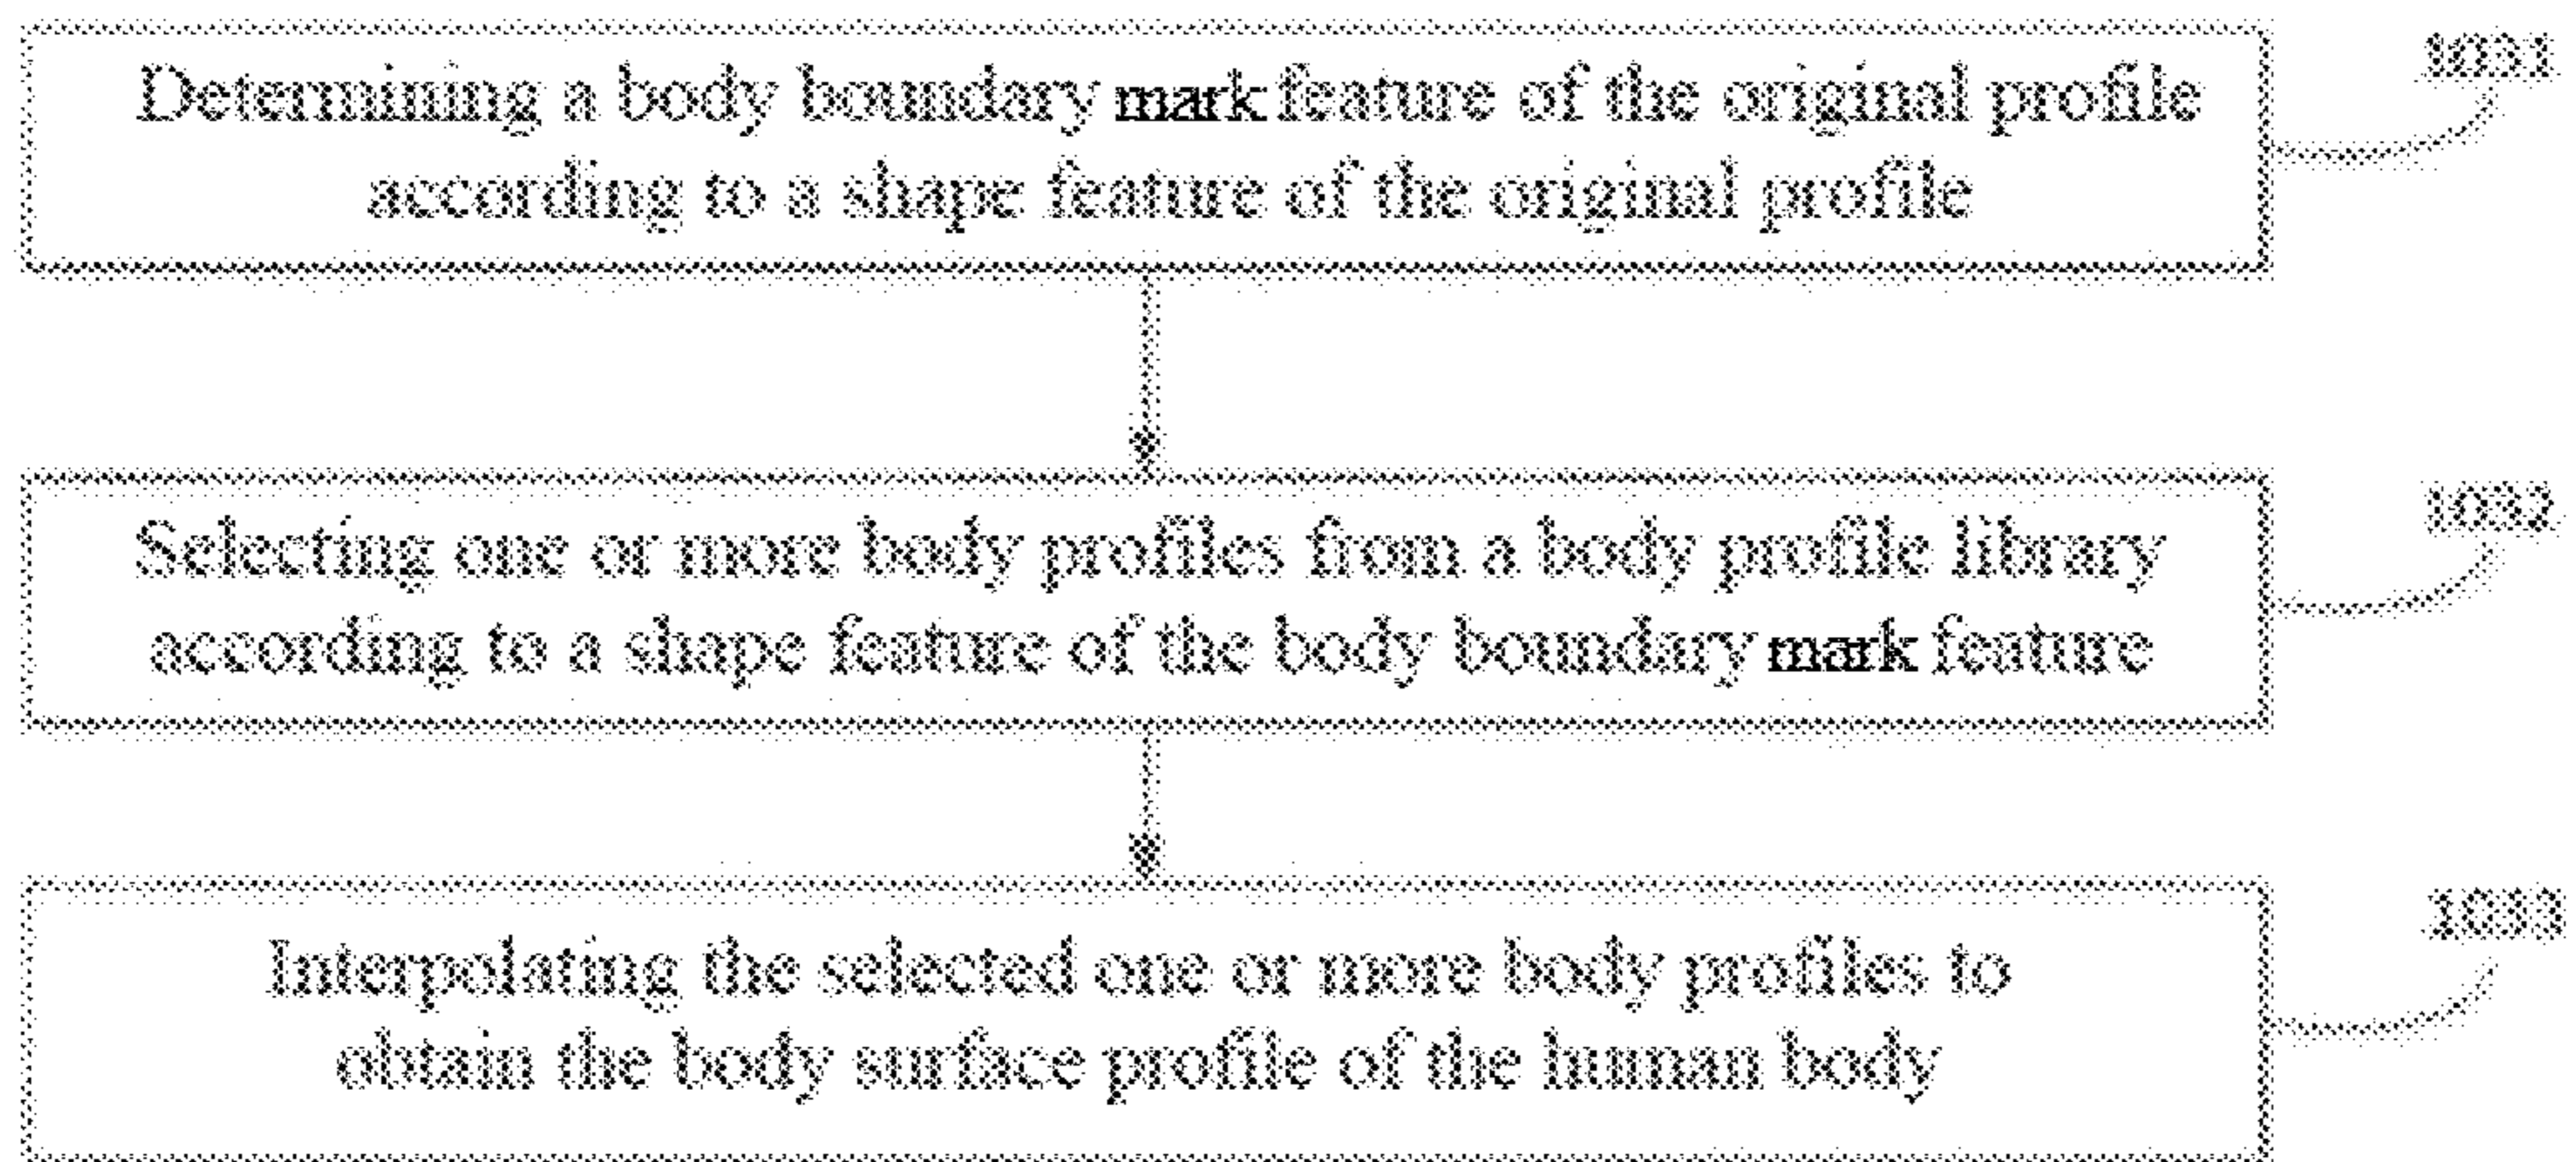 1031
Determining a body boundary mark feature of the original profile
according to a shape feature of the original profile
1032
Selecting one or more body profiles from a body profile library
according to a shape feature of the body boundary mark feature
1033
Interpolating the selected one or more body profiles to
obtain the body surface profile of the human body